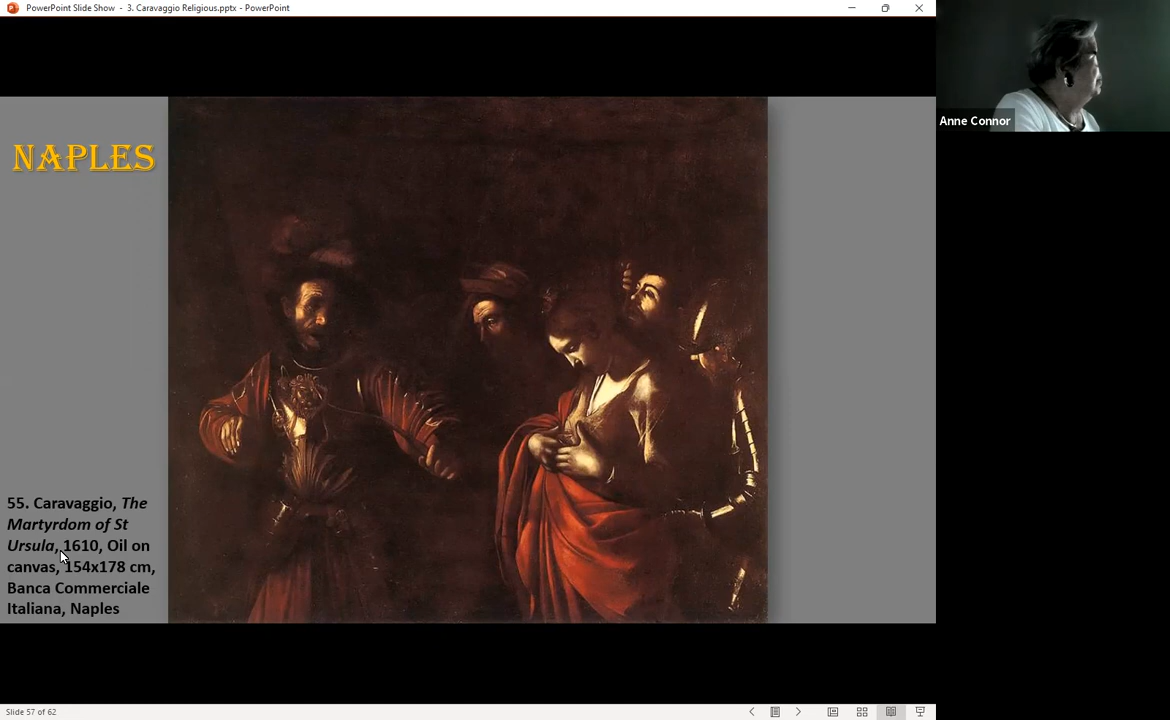 PowerPoint Slide Show - 3. Caravaggio Religious.pptx - PowerPoint
Anne Connor
NAPLES
55. Caravaggio, The
Martyrdom of St
Ursula, 1610, Oil on
canvas, 154x178 cm,
Banca Commerciale
Italiana, Naples
Slide 57 of 62